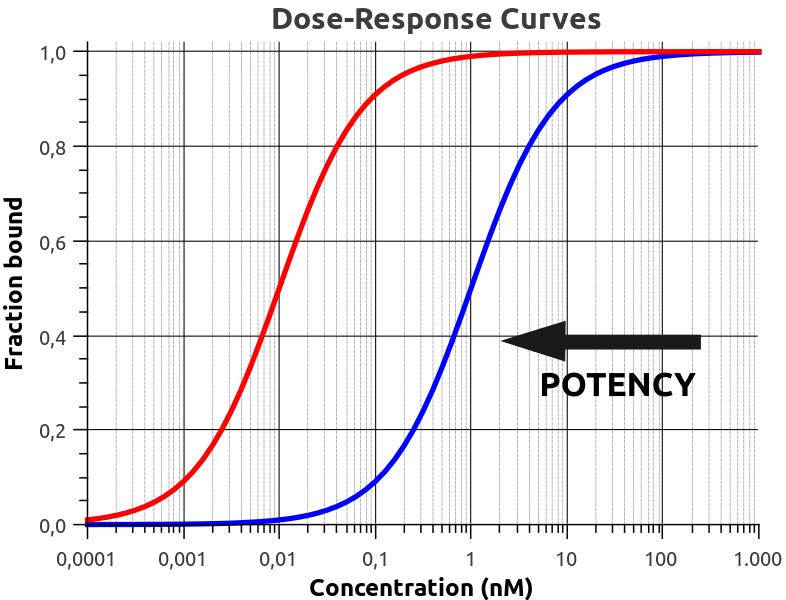 Dose-Response Curves
1,0
0,8
0,6
0,4
0,2
0,0
Fraction bound
POTENCY
0,0001 0,001 0,01 0,1 1 10 100 1.000
Concentration (nM)